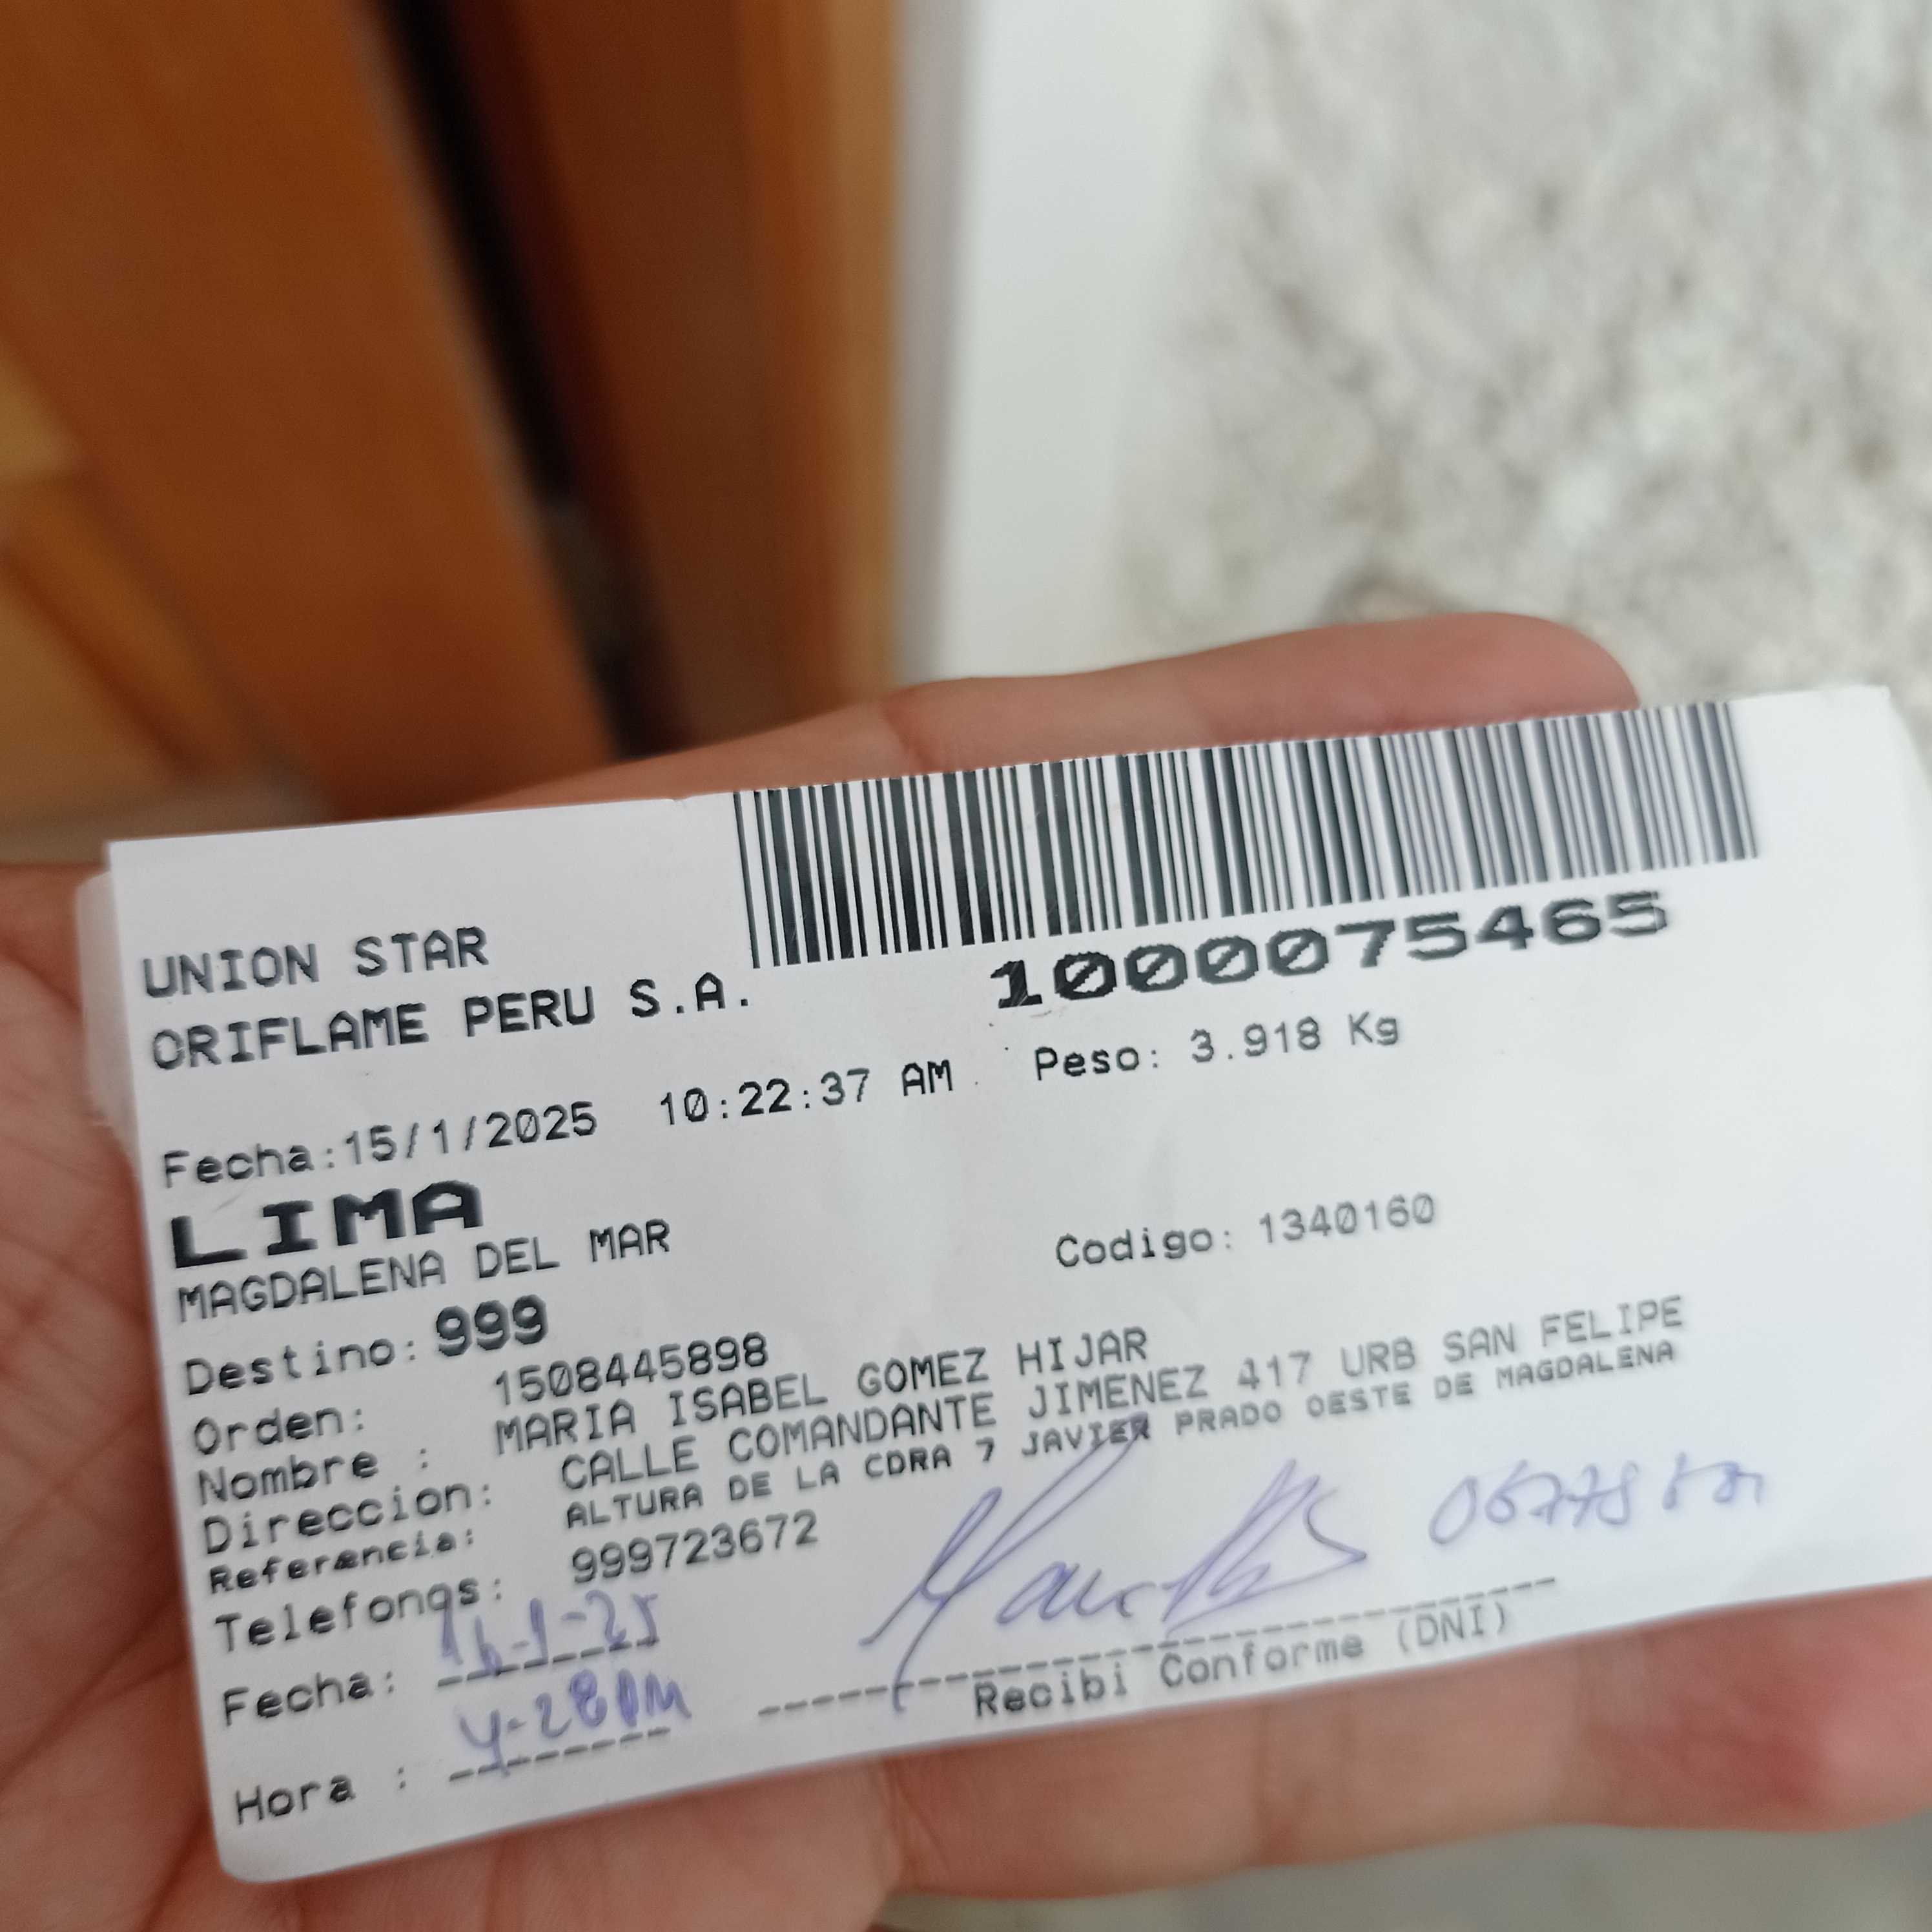 UNION STAR
ORIFLAME PERU S.A.
1000075465
Fecha:15/1/2025 10:22:37 AM Peso: 3.918 Kg
LIMA
MAGDALENA DEL MAR Codigo: 1340160
Destino: 999
Orden: 1508445898
Nombre : MARIA ISABEL GOMEZ HIJAR
Direccion: CALLE COMANDANTE JIMENEZ 417 URB SAN FELIPE
Referencia: ALTURA DE LA CDRA 7 JAVIER PRADO OESTE DE MAGDALENA
Telefonos: 999723672
Fecha: 16-1-25
Hora : 4-28PM
Recibi Conforme (DNI)